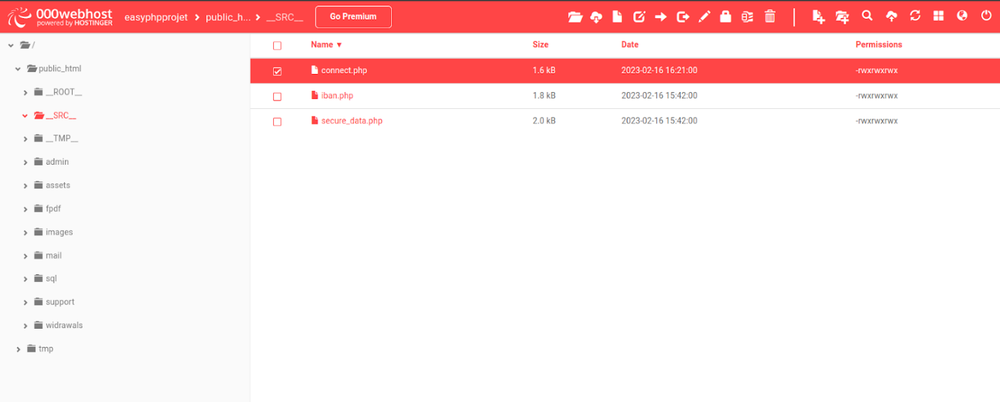 000webhost
powered by HOSTINGER
easyphpprojet > public_h... > __SRC__
Go Premium
/
public_html
__ROOT__
__SRC__
__TMP__
admin
assets
fpdf
images
mail
sql
support
widrawals
tmp
Name ▼ Size Date Permissions
connect.php 1.6 kB 2023-02-16 16:21:00 -rwxrwxrwx
iban.php 1.8 kB 2023-02-16 15:42:00 -rwxrwxrwx
secure_data.php 2.0 kB 2023-02-16 15:42:00 -rwxrwxrwx